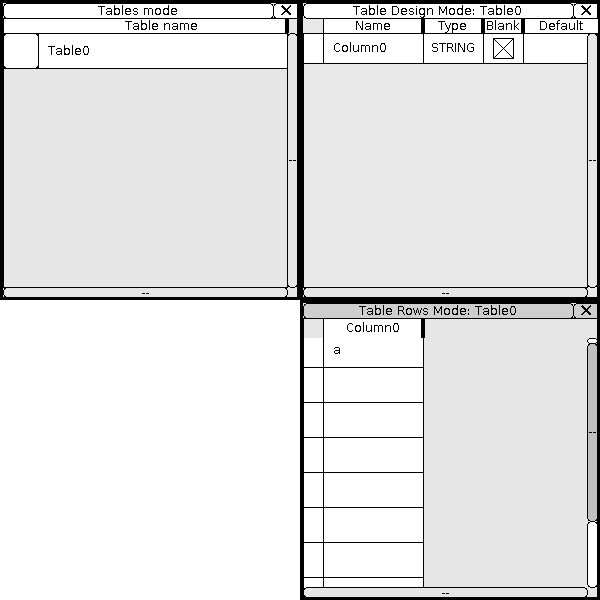 Tables mode
Table name
Table0
--
--
Table Design Mode: Table0
Name Type Blank Default
Column0 STRING
--
--
Table Rows Mode: Table0
Column0
a
--
--